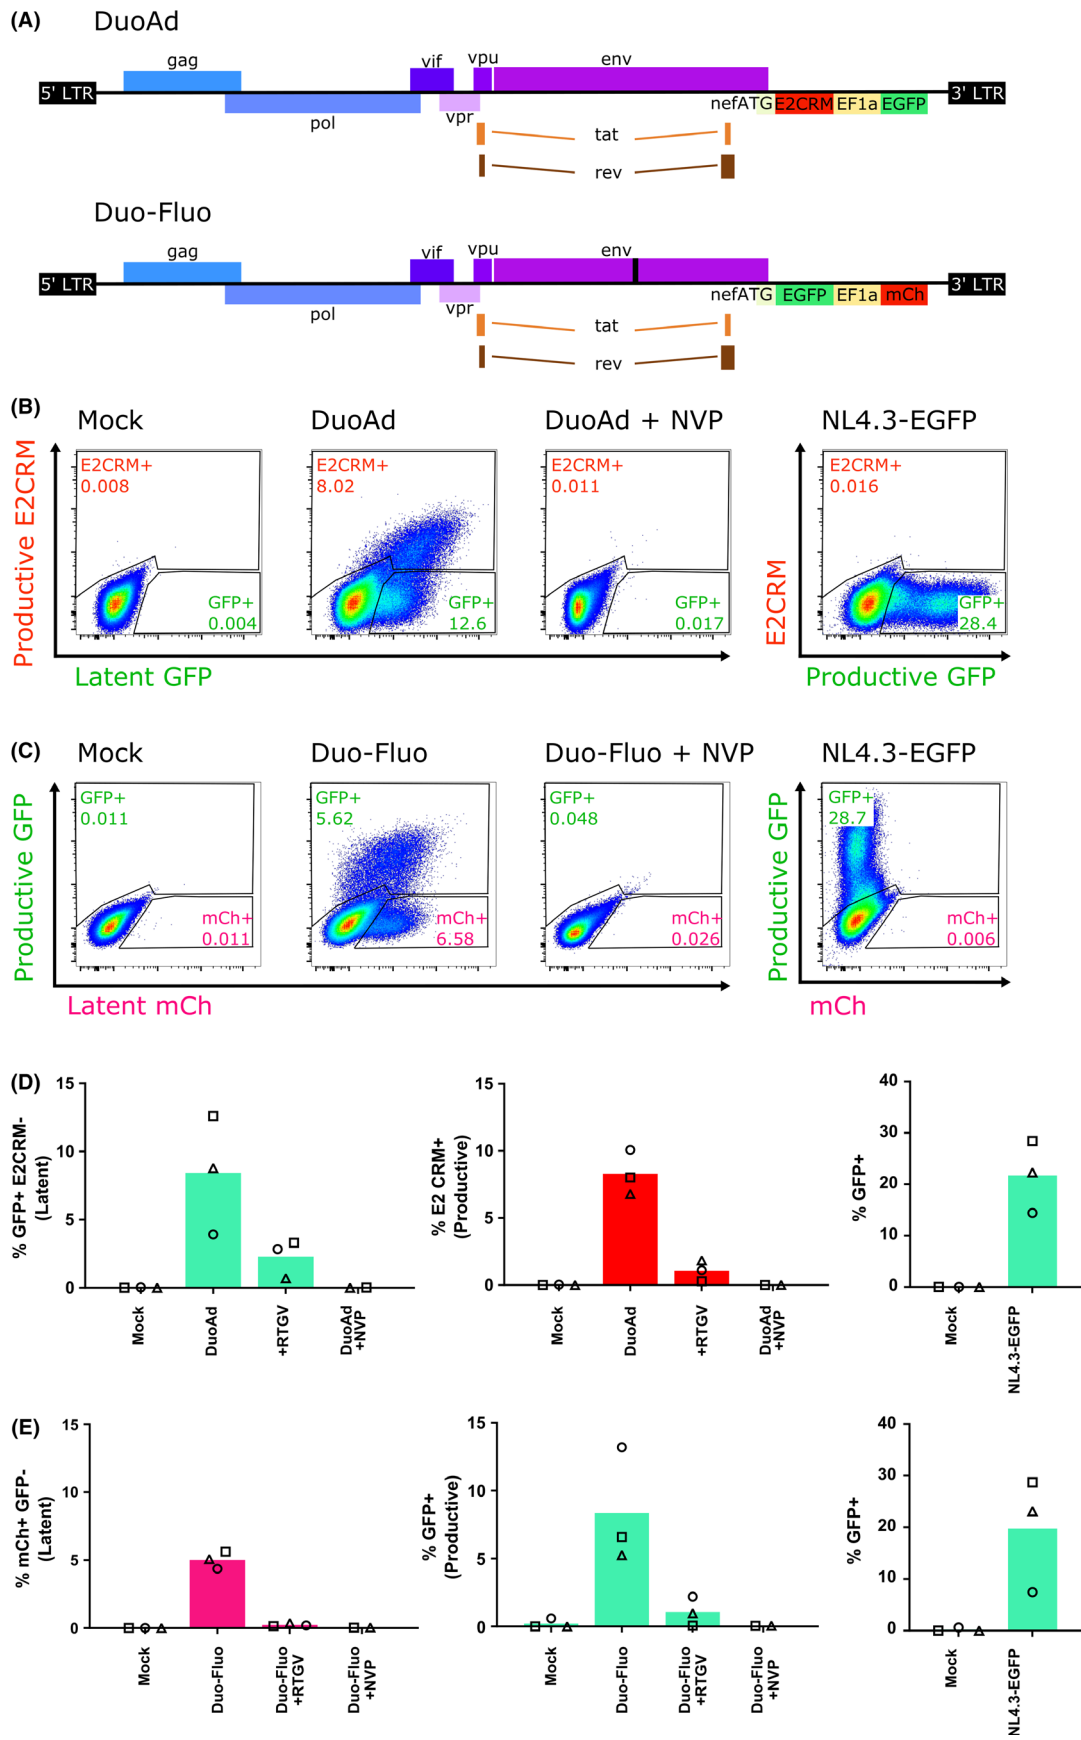 (A) DuoAd
gag vif vpu env
5' LTR nefATG E2CRM EF1a EGFP 3' LTR
pol vpr tat
rev
Duo-Fluo
gag vif vpu env
5' LTR nefATG EGFP EF1a mCh 3' LTR
pol vpr tat
rev
(B) Mock DuoAd DuoAd + NVP NL4.3-EGFP
Productive E2CRM
E2CRM+ E2CRM+ E2CRM+ E2CRM+
0.008 8.02 0.011 0.016
GFP+ GFP+ GFP+ GFP+
0.004 12.6 0.017 28.4
E2CRM
Latent GFP Productive GFP
(C) Mock Duo-Fluo Duo-Fluo + NVP NL4.3-EGFP
Productive GFP
GFP+ GFP+ GFP+ GFP+
0.011 5.62 0.048 28.7
mCh+ mCh+ mCh+ mCh+
0.011 6.58 0.026 0.006
Productive GFP
Latent mCh mCh
(D)
% GFP+ E2CRM-
(Latent)
15
10
5
0
Mock
DuoAd
+RTGV
DuoAd
+NVP
% E2 CRM+
(Productive)
15
10
5
0
Mock
DuoAd
+RTGV
DuoAd
+NVP
% GFP+
40
30
20
10
0
Mock
NL4.3-EGFP
(E)
% mCh+ GFP-
(Latent)
15
10
5
0
Mock
Duo-Fluo
Duo-Fluo
+RTGV
Duo-Fluo
+NVP
% GFP+
(Productive)
15
10
5
0
Mock
Duo-Fluo
Duo-Fluo
+RTGV
Duo-Fluo
+NVP
% GFP+
40
30
20
10
0
Mock
NL4.3-EGFP